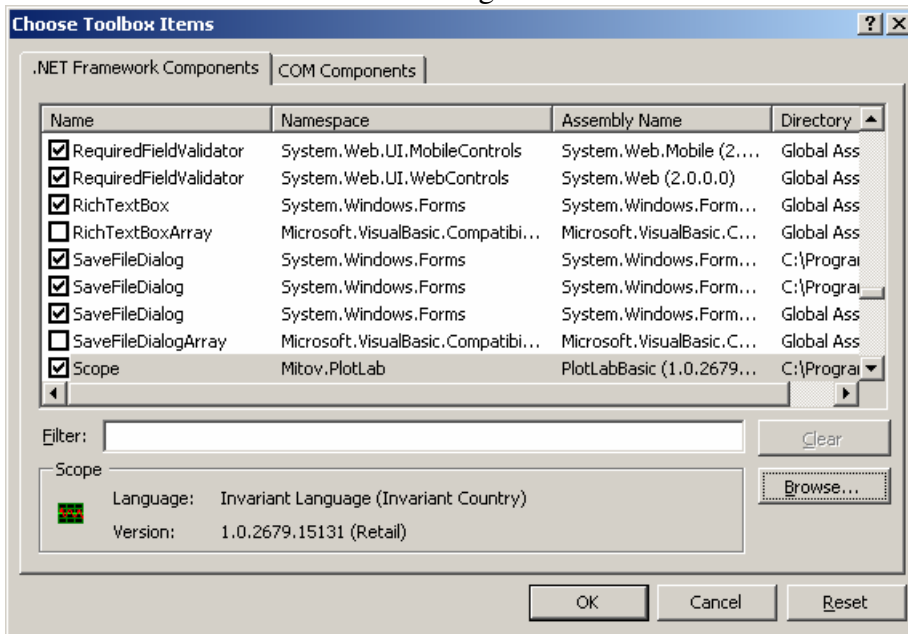 Choose Toolbox Items
.NET Framework Components COM Components
Name Namespace Assembly Name Directory
RequiredFieldValidator System.Web.UI.MobileControls System.Web.Mobile (2.... Global Ass
RequiredFieldValidator System.Web.UI.WebControls System.Web (2.0.0.0) Global Ass
RichTextBox System.Windows.Forms System.Windows.Form... Global Ass
RichTextBoxArray Microsoft.VisualBasic.Compatibi... Microsoft.VisualBasic.C... Global Ass
SaveFileDialog System.Windows.Forms System.Windows.Form... C:\Progra
SaveFileDialog System.Windows.Forms System.Windows.Form... C:\Progra
SaveFileDialog System.Windows.Forms System.Windows.Form... Global Ass
SaveFileDialogArray Microsoft.VisualBasic.Compatibi... Microsoft.VisualBasic.C... Global Ass
Scope Mitov.PlotLab PlotLabBasic (1.0.2679... C:\Progra
Filter: Clear
Scope
Language: Invariant Language (Invariant Country) Browse...
Version: 1.0.2679.15131 (Retail)
OK Cancel Reset